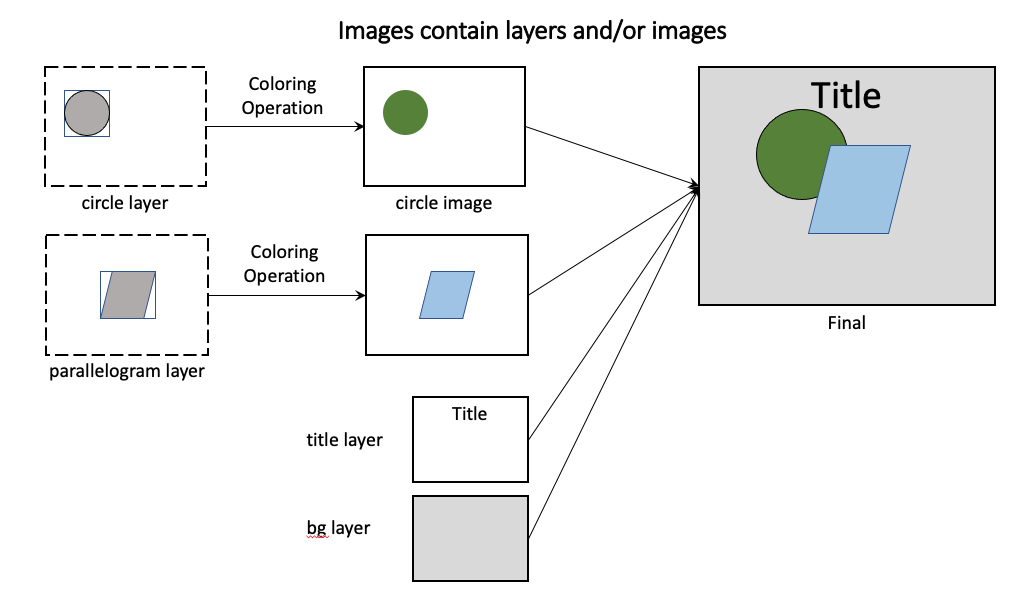 Images contain layers and/or images
Coloring
Operation
Title
circle layer
circle image
Coloring
Operation
Final
parallelogram layer
Title
title layer
bg layer